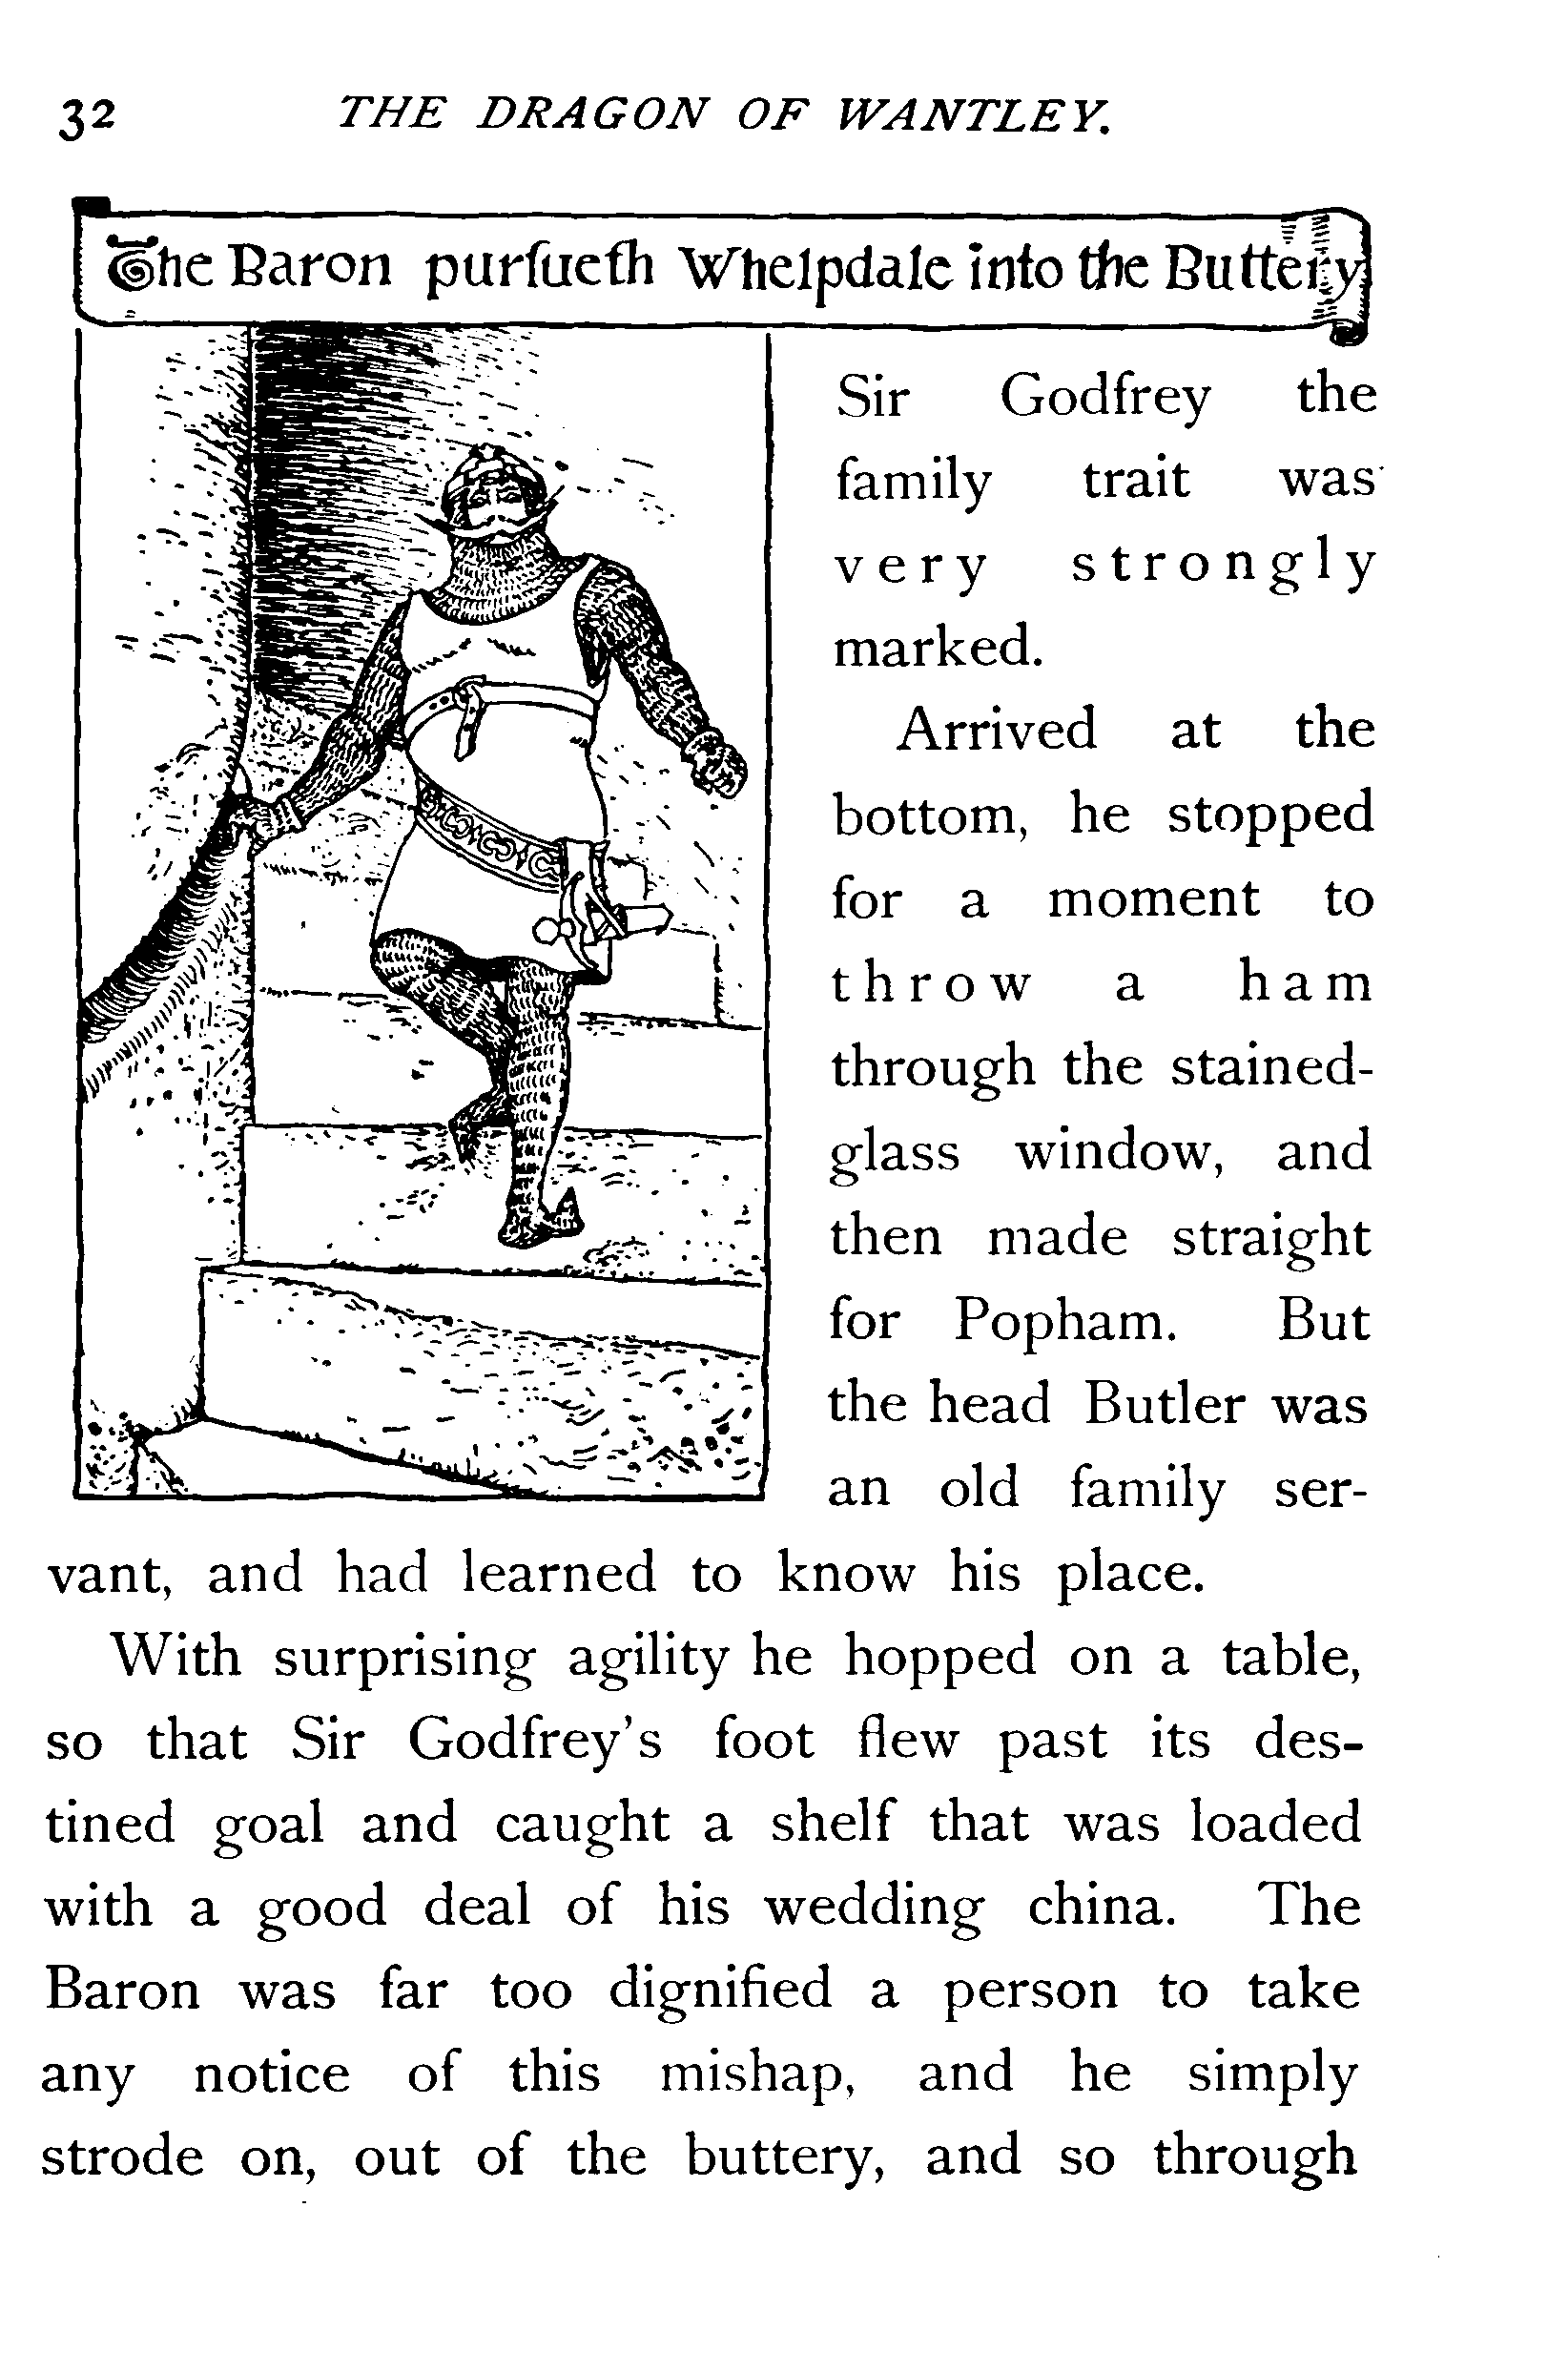 32 THE DRAGON OF WANTLEY.
The Baron purſueth Whelpdale into the Buttery
Sir Godfrey the
family trait was
very strongly
marked.
Arrived at the
bottom, he stopped
for a moment to
throw a ham
through the stained-
glass window, and
then made straight
for Popham. But
the head Butler was
an old family ser-
vant, and had learned to know his place.
With surprising agility he hopped on a table,
so that Sir Godfrey's foot flew past its des-
tined goal and caught a shelf that was loaded
with a good deal of his wedding china. The
Baron was far too dignified a person to take
any notice of this mishap, and he simply
strode on, out of the buttery, and so through